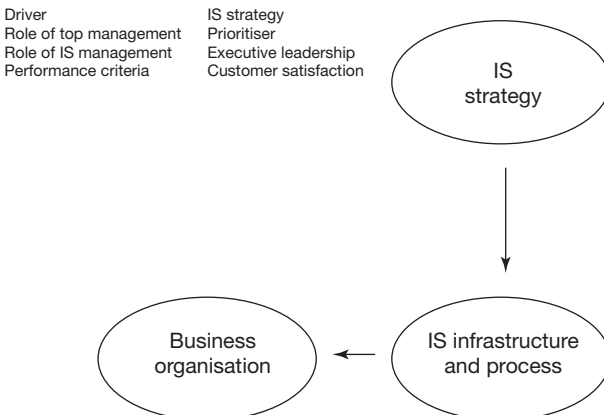 Driver IS strategy
Role of top management Prioritiser
Role of IS management Executive leadership
Performance criteria Customer satisfaction
IS
strategy
Business
organisation
IS infrastructure
and process